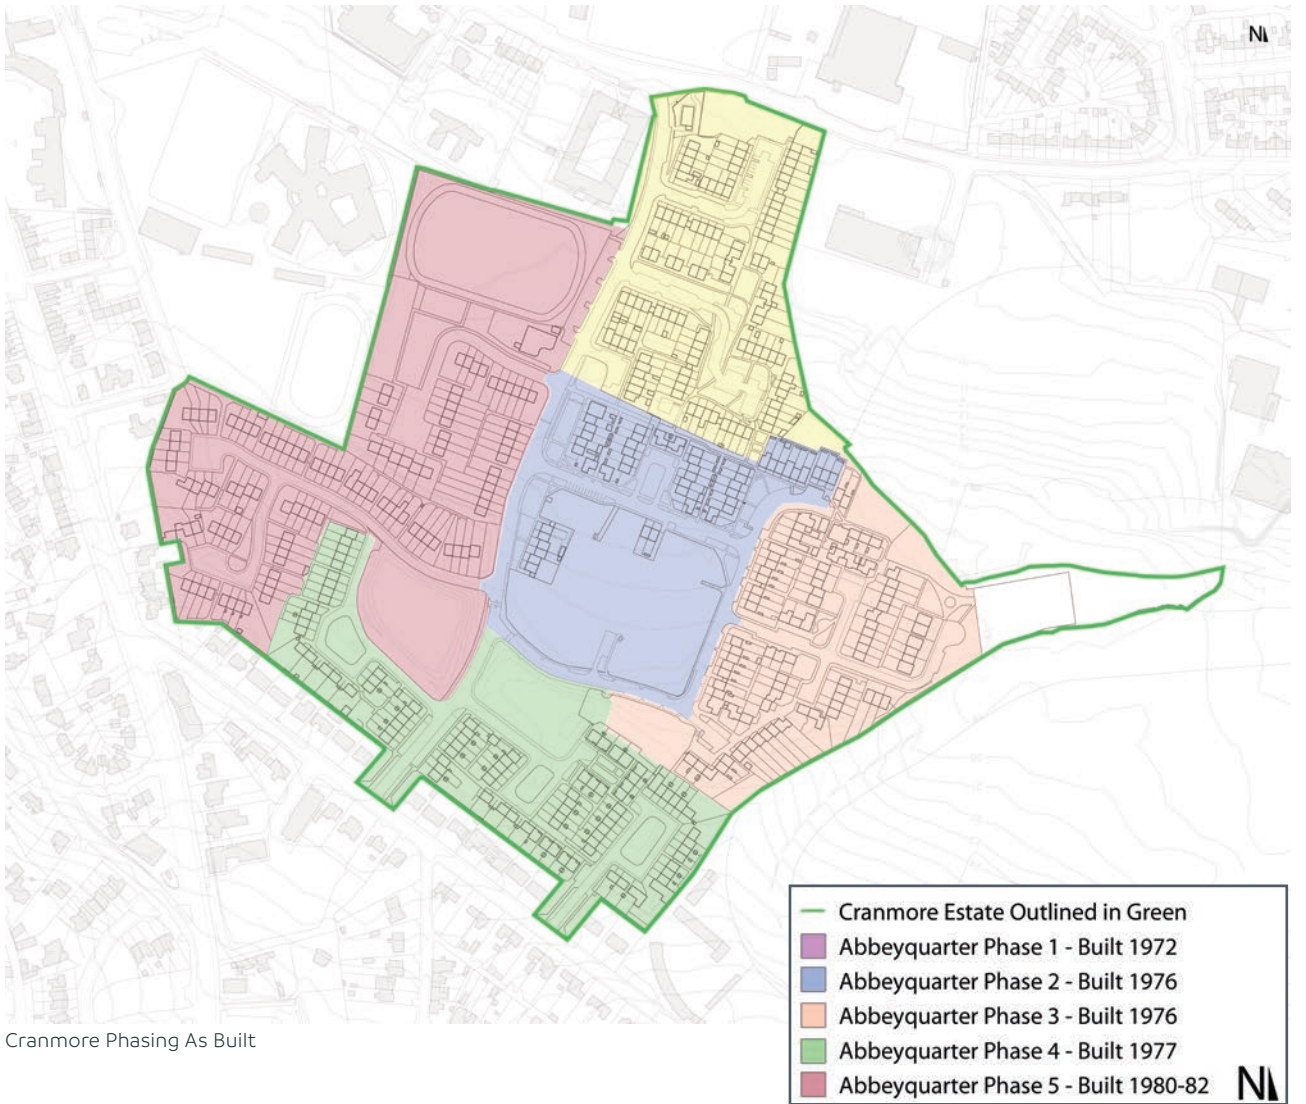 N
Cranmore Estate Outlined in Green
Abbeyquarter Phase 1 - Built 1972
Abbeyquarter Phase 2 - Built 1976
Abbeyquarter Phase 3 - Built 1976
Abbeyquarter Phase 4 - Built 1977
Abbeyquarter Phase 5 - Built 1980-82
N
Cranmore Phasing As Built